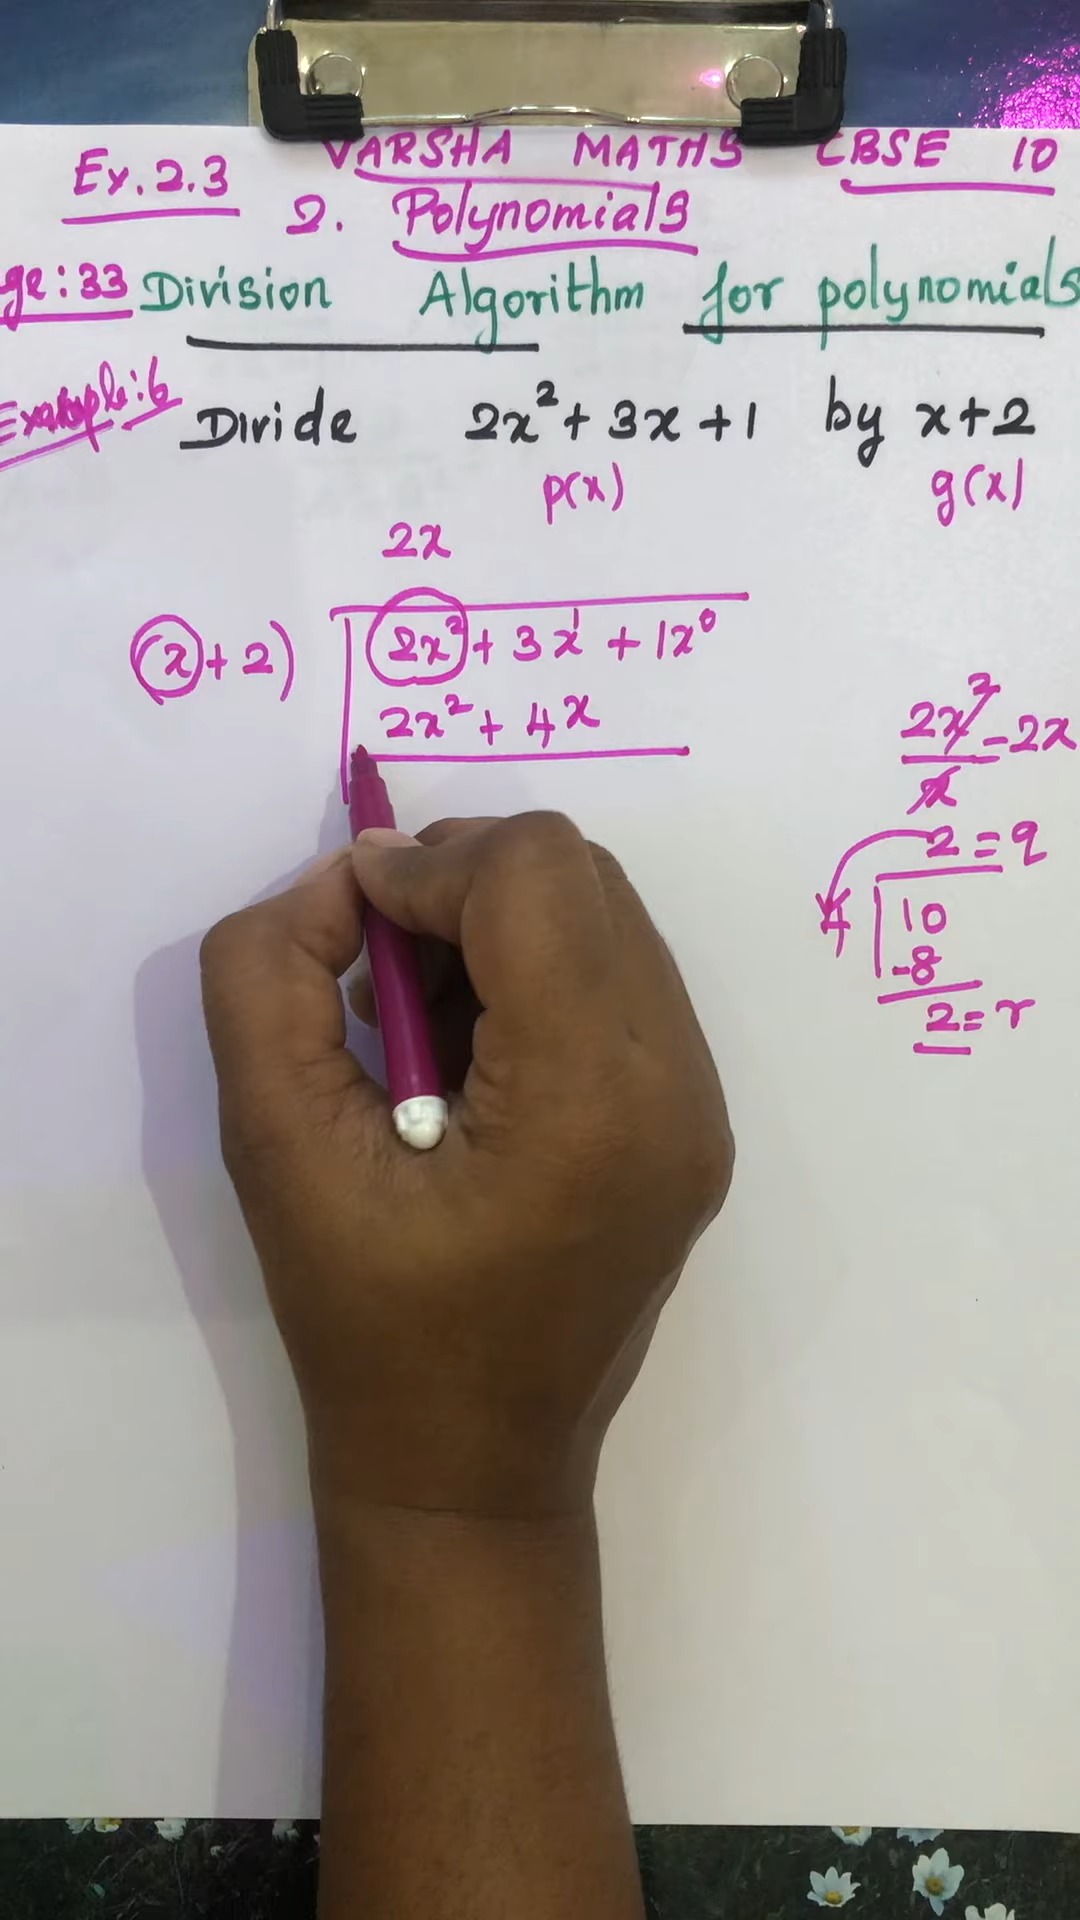 VARSHA MATHS CBSE 10
Ex. 2.3
2. Polynomials
ge: 33 Division Algorithm for polynomials
Example: 6 Divide 2x² + 3x + 1 by x + 2
p(x) g(x)
2x
(x + 2) 2x² + 3x¹ + 1x⁰
2x² + 4x
2x² = 2x
x
2 = q
4 10
-8
2 = r